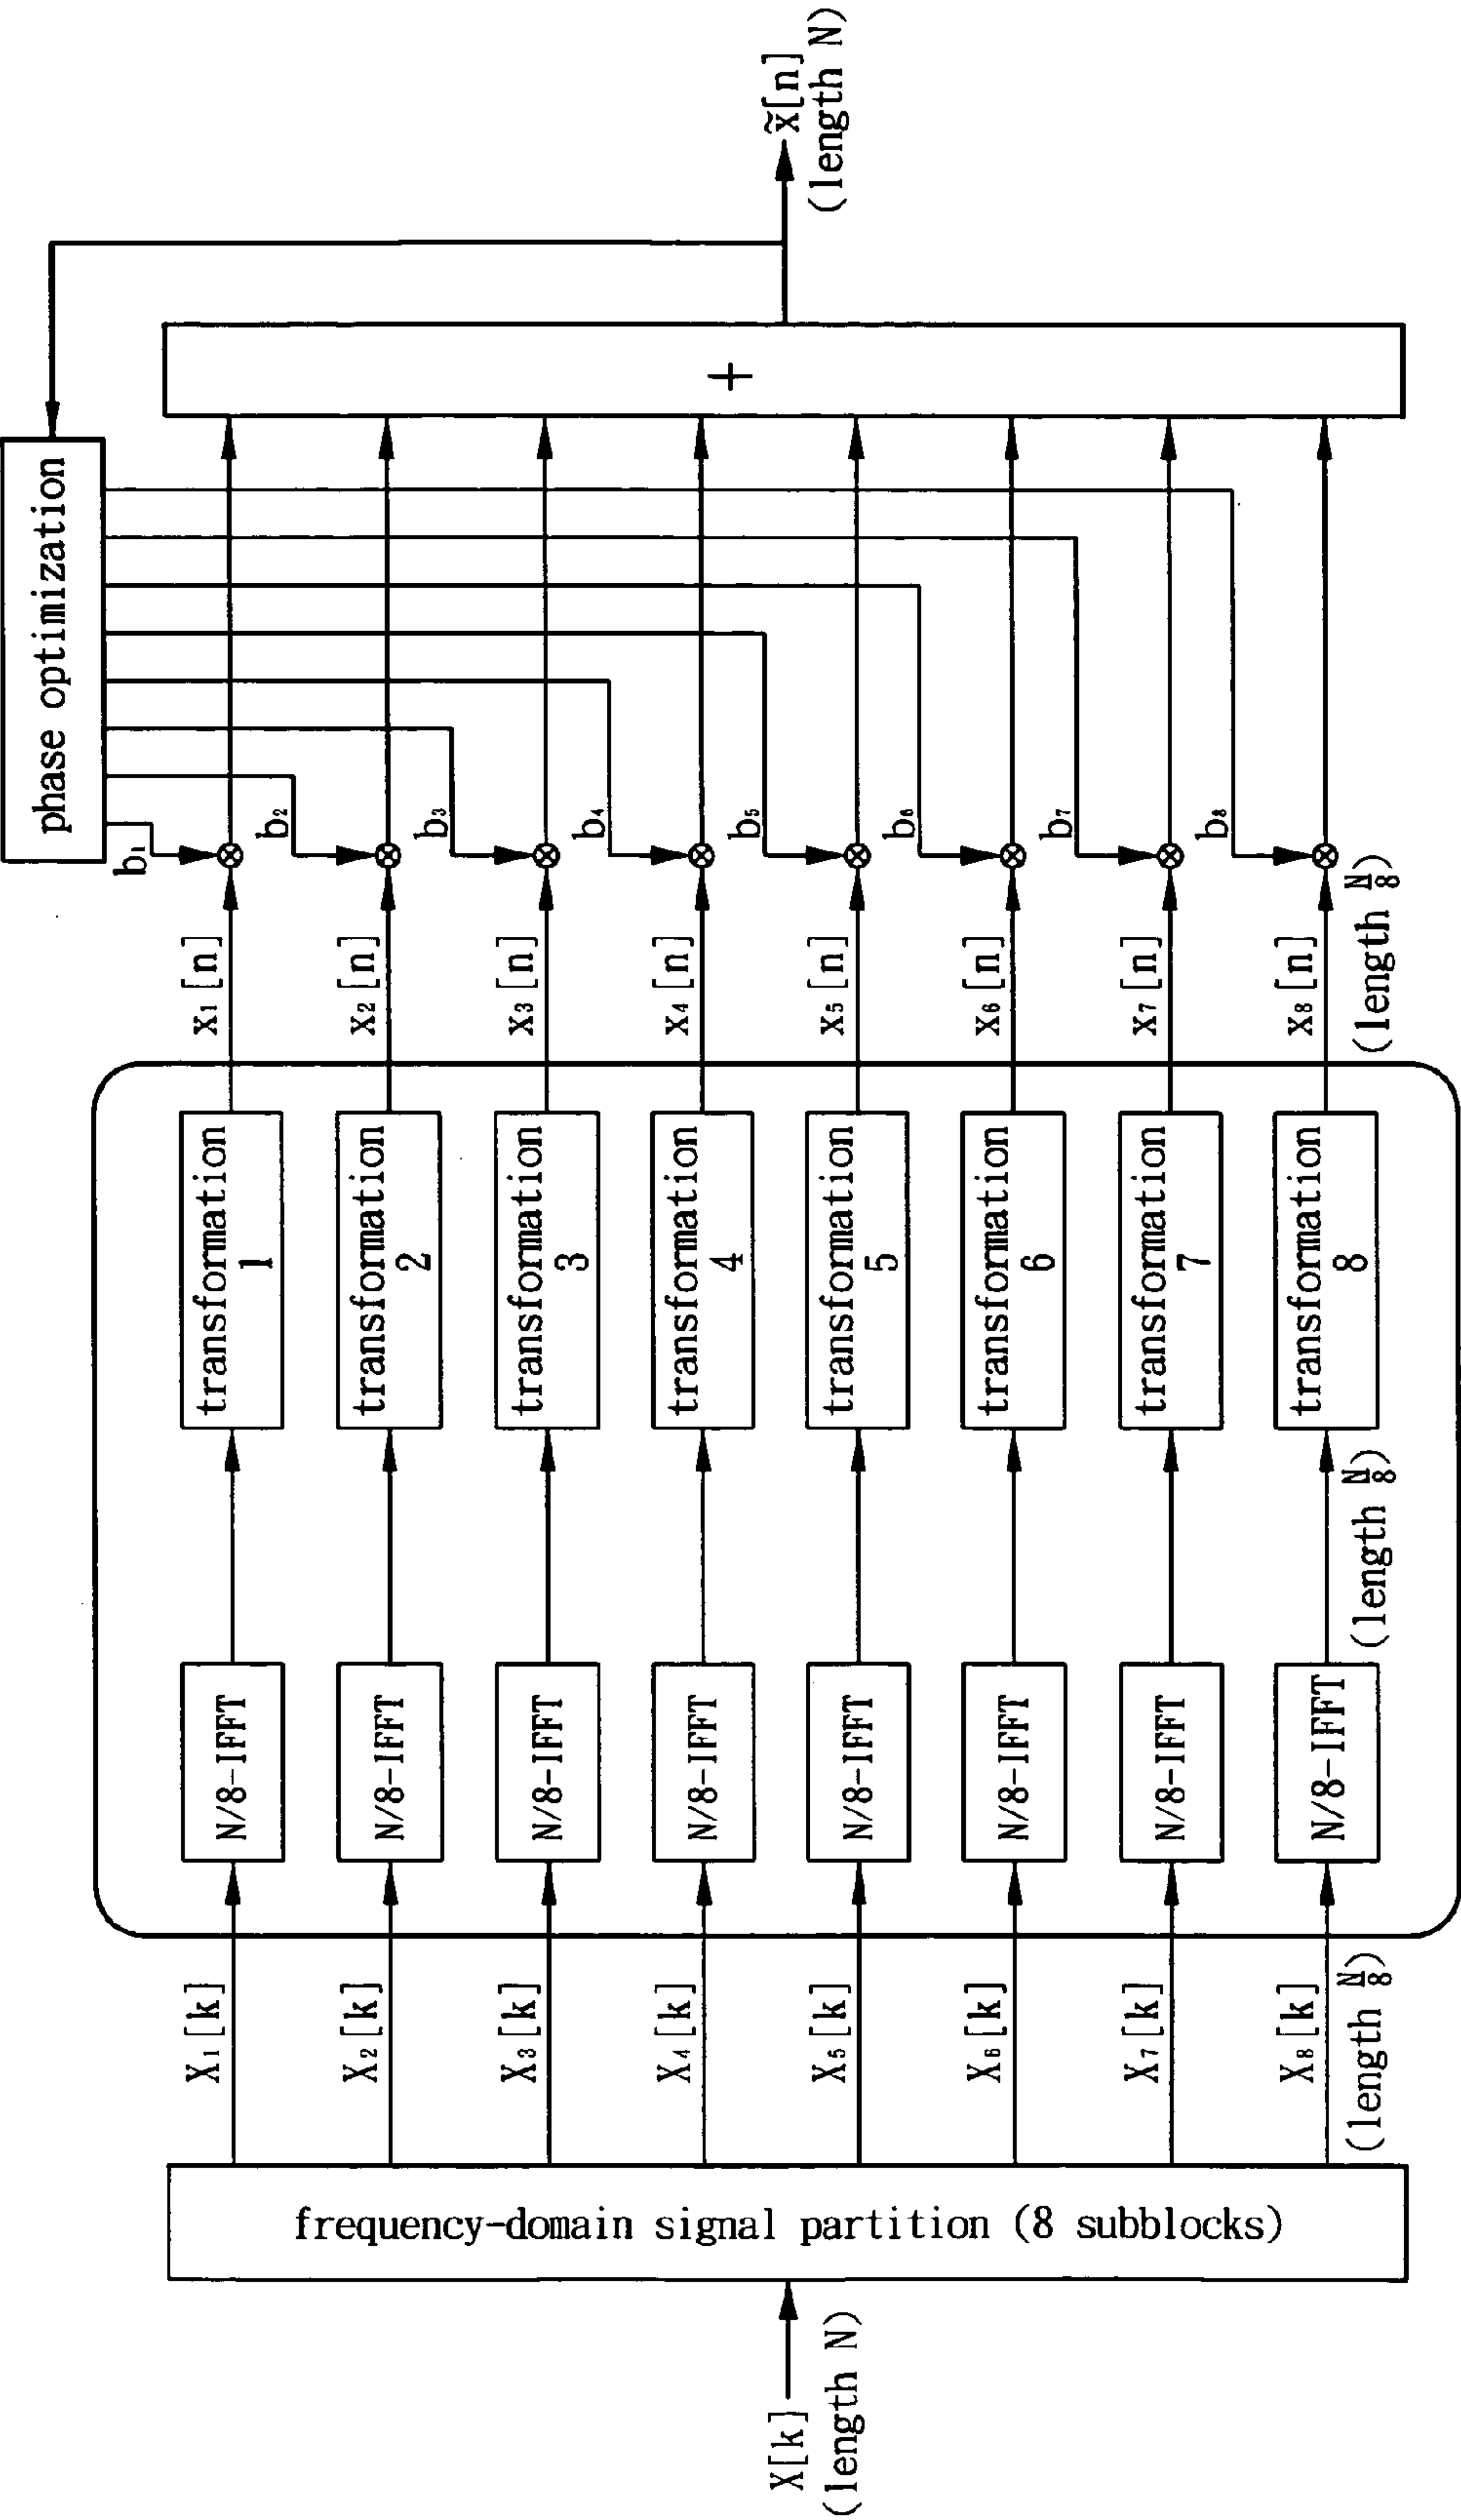 X[k]
(length N)
frequency-domain signal partition (8 subblocks)
X₁[k]
X₂[k]
X₃[k]
X₄[k]
X₅[k]
X₆[k]
X₇[k]
X₈[k]
(length N/8)
N/8-IFFT
N/8-IFFT
N/8-IFFT
N/8-IFFT
N/8-IFFT
N/8-IFFT
N/8-IFFT
N/8-IFFT
(length N/8)
transformation
1
transformation
2
transformation
3
transformation
4
transformation
5
transformation
6
transformation
7
transformation
8
x₁[n]
x₂[n]
x₃[n]
x₄[n]
x₅[n]
x₆[n]
x₇[n]
x₈[n]
(length N/8)
b₁
b₂
b₃
b₄
b₅
b₆
b₇
b₈
phase optimization
+
x̃[n]
(length N)